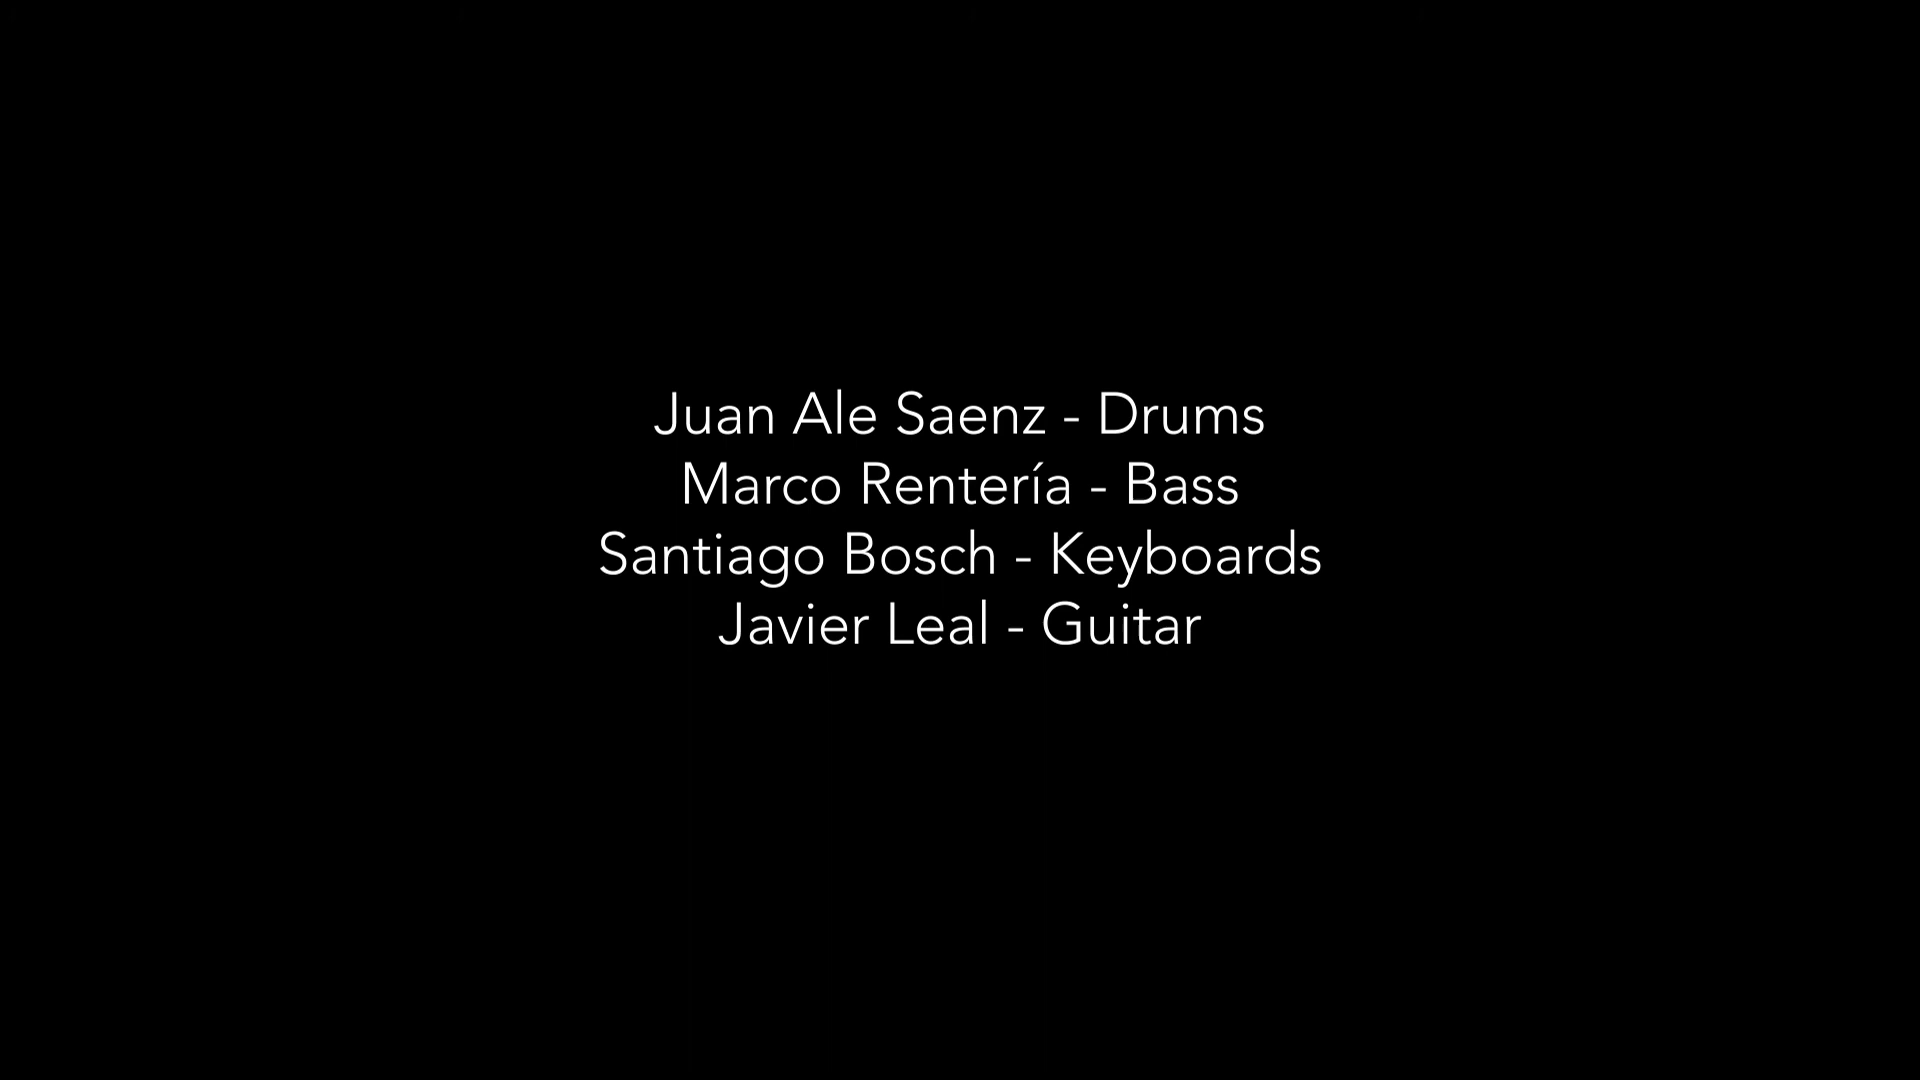 Juan Ale Saenz - Drums
Marco Rentería - Bass
Santiago Bosch - Keyboards
Javier Leal - Guitar